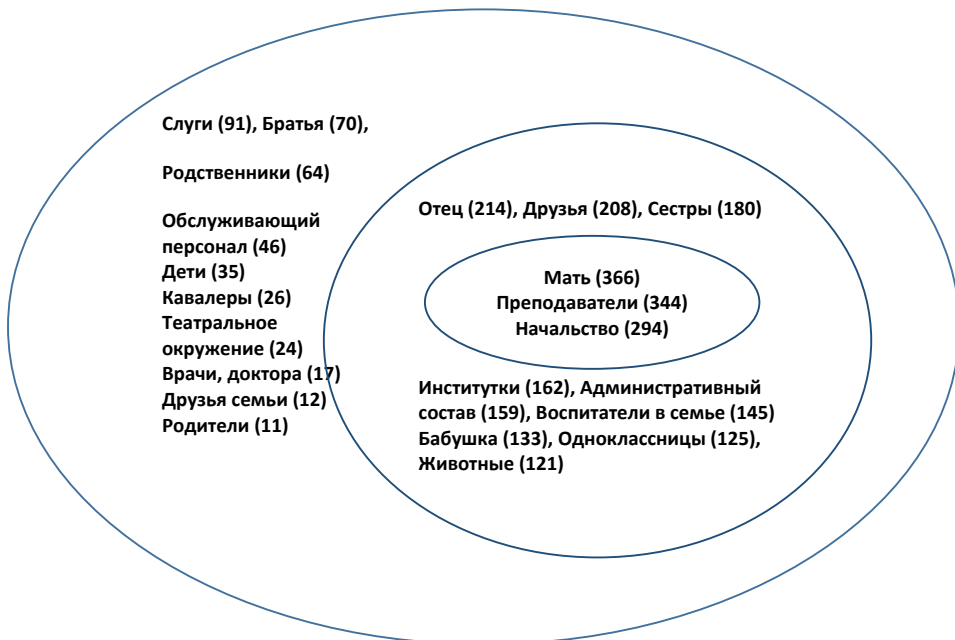 Слуги (91), Братья (70),
Родственники (64)
Обслуживающий
персонал (46)
Дети (35)
Кавалеры (26)
Театральное
окружение (24)
Врачи, доктора (17)
Друзья семьи (12)
Родители (11)
Отец (214), Друзья (208), Сестры (180)
Мать (366)
Преподаватели (344)
Начальство (294)
Институтки (162), Административный
состав (159), Воспитатели в семье (145)
Бабушка (133), Одноклассницы (125),
Животные (121)